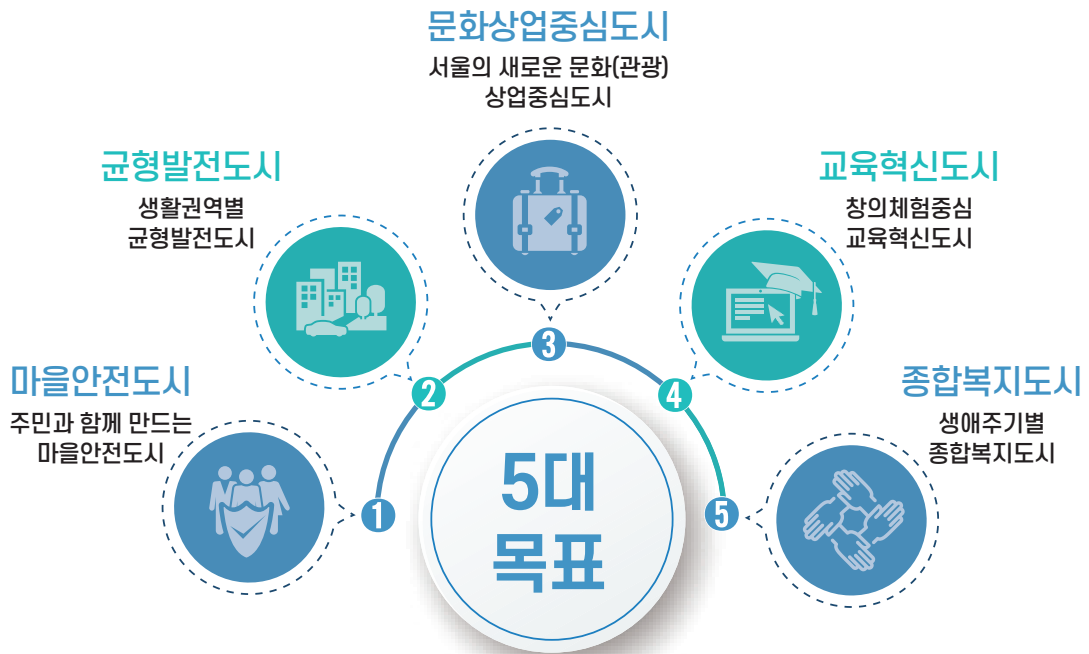 문화상업중심도시
서울의 새로운 문화(관광)
상업중심도시
균형발전도시
생활권역별
균형발전도시
교육혁신도시
창의체험중심
교육혁신도시
마을안전도시
주민과 함께 만드는
마을안전도시
종합복지도시
생애주기별
종합복지도시
1
2
3
4
5
5대
목표